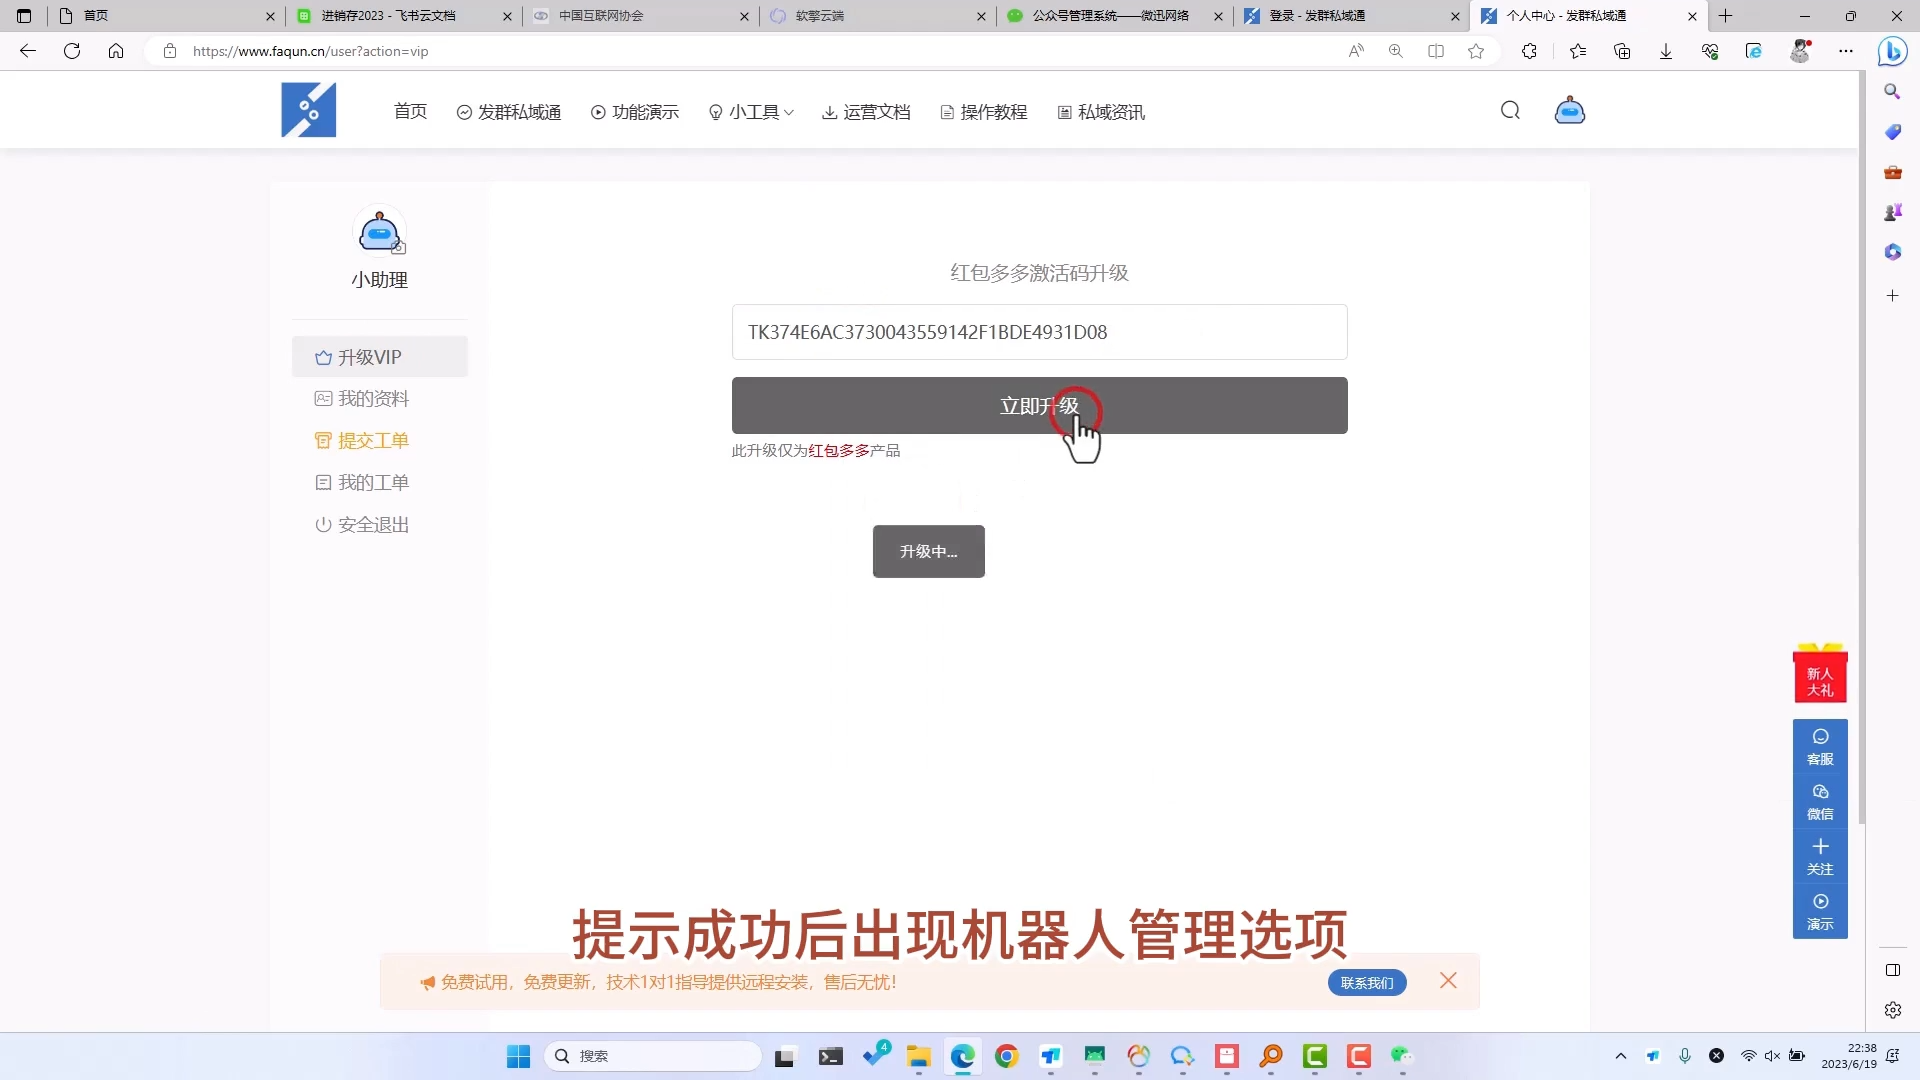 首页
进销存2023 - 飞书云文档
中国互联网协会
软擎云端
公众号管理系统——微迅网络
登录 - 发群私域通
个人中心 - 发群私域通
https://www.faqun.cn/user?action=vip
首页
发群私域通
功能演示
小工具
运营文档
操作教程
私域资讯
小助理
升级VIP
我的资料
提交工单
我的工单
安全退出
红包多多激活码升级
TK374E6AC3730043559142F1BDE4931D08
立即升级
此升级仅为红包多多产品
升级中...
新人
大礼
客服
微信
关注
演示
提示成功后出现机器人管理选项
免费试用，免费更新，技术1对1指导提供远程安装，售后无忧！
联系我们
搜索
4
22:38
2023/6/19